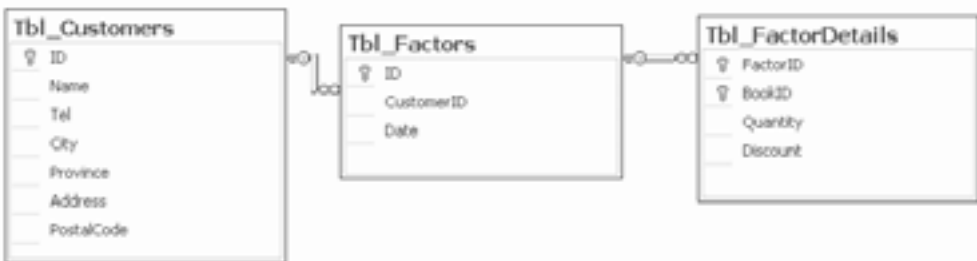 Tbl_Customers
ID
Name
Tel
City
Province
Address
PostalCode
Tbl_Factors
ID
CustomerID
Date
Tbl_FactorDetails
FactorID
BookID
Quantity
Discount